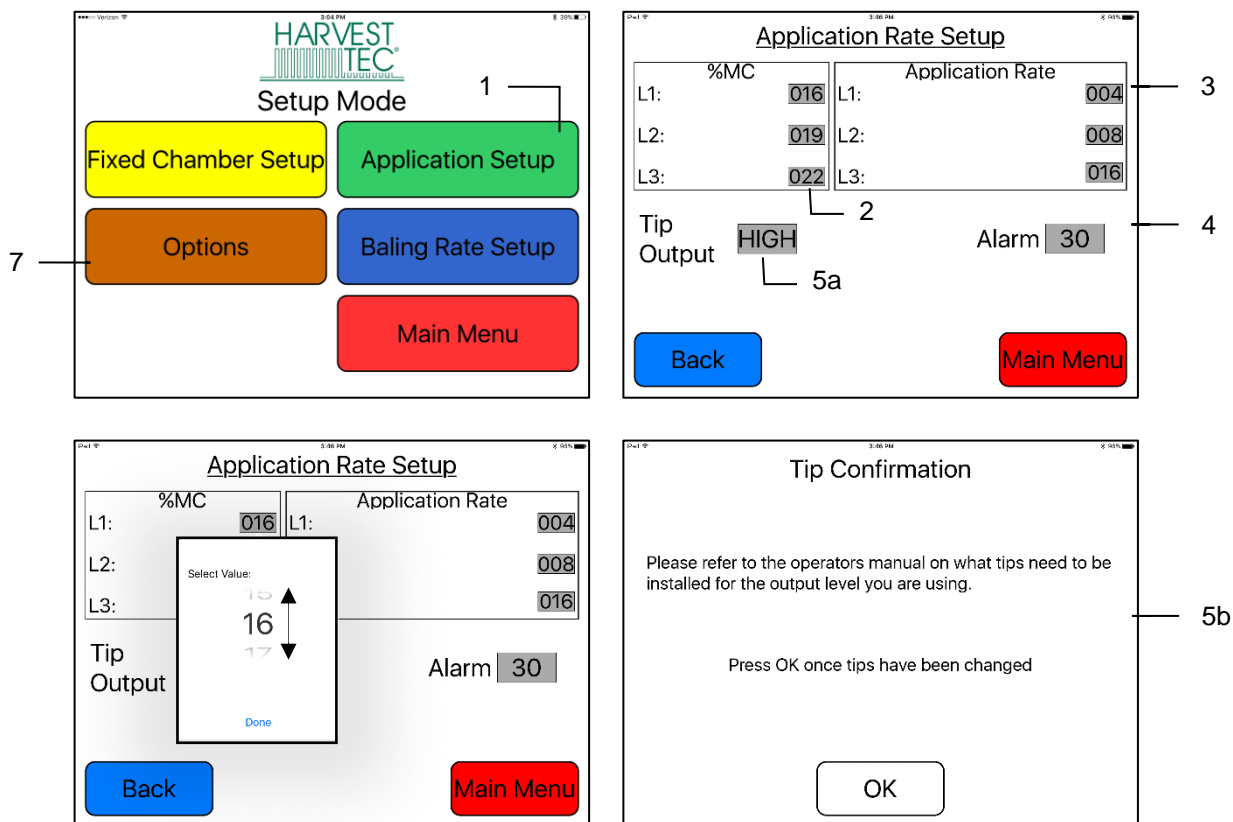 Verizon 3:04 PM 39%
HARVEST
TEC®
Setup Mode
1
Fixed Chamber Setup
Application Setup
Options
Baling Rate Setup
7
Main Menu
iPad 3:46 PM 98%
Application Rate Setup
%MC
Application Rate
L1: 016
L1: 004
3
L2: 019
L2: 008
L3: 022
L3: 016
2
Tip
Output
HIGH
Alarm 30
4
5a
Back
Main Menu
iPad 3:46 PM 98%
Application Rate Setup
%MC
Application Rate
L1: 016
L1: 004
L2:
008
L3:
016
Select Value:
15
16
17
Done
Tip
Output
Alarm 30
Back
Main Menu
iPad 3:46 PM 98%
Tip Confirmation
Please refer to the operators manual on what tips need to be
installed for the output level you are using.
5b
Press OK once tips have been changed
OK